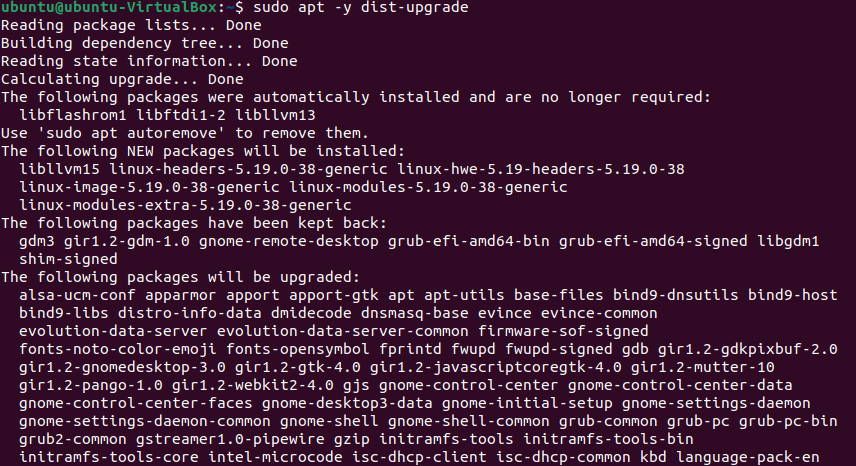 ubuntu@ubuntu-VirtualBox:~$ sudo apt -y dist-upgrade
Reading package lists... Done
Building dependency tree... Done
Reading state information... Done
Calculating upgrade... Done
The following packages were automatically installed and are no longer required:
  libflashrom1 libftdi1-2 libllvm13
Use 'sudo apt autoremove' to remove them.
The following NEW packages will be installed:
  libllvm15 linux-headers-5.19.0-38-generic linux-hwe-5.19-headers-5.19.0-38
  linux-image-5.19.0-38-generic linux-modules-5.19.0-38-generic
  linux-modules-extra-5.19.0-38-generic
The following packages have been kept back:
  gdm3 gir1.2-gdm-1.0 gnome-remote-desktop grub-efi-amd64-bin grub-efi-amd64-signed libgdm1
  shim-signed
The following packages will be upgraded:
  alsa-ucm-conf apparmor apport apport-gtk apt apt-utils base-files bind9-dnsutils bind9-host
  bind9-libs distro-info-data dmidecode dnsmasq-base evince evince-common
  evolution-data-server evolution-data-server-common firmware-sof-signed
  fonts-noto-color-emoji fonts-opensymbol fprintd fwupd fwupd-signed gdb gir1.2-gdkpixbuf-2.0
  gir1.2-gnomedesktop-3.0 gir1.2-gtk-4.0 gir1.2-javascriptcoregtk-4.0 gir1.2-mutter-10
  gir1.2-pango-1.0 gir1.2-webkit2-4.0 gjs gnome-control-center gnome-control-center-data
  gnome-control-center-faces gnome-desktop3-data gnome-initial-setup gnome-settings-daemon
  gnome-settings-daemon-common gnome-shell gnome-shell-common grub-common grub-pc grub-pc-bin
  grub2-common gstreamer1.0-pipewire gzip initramfs-tools initramfs-tools-bin
  initramfs-tools-core intel-microcode isc-dhcp-client isc-dhcp-common kbd language-pack-en